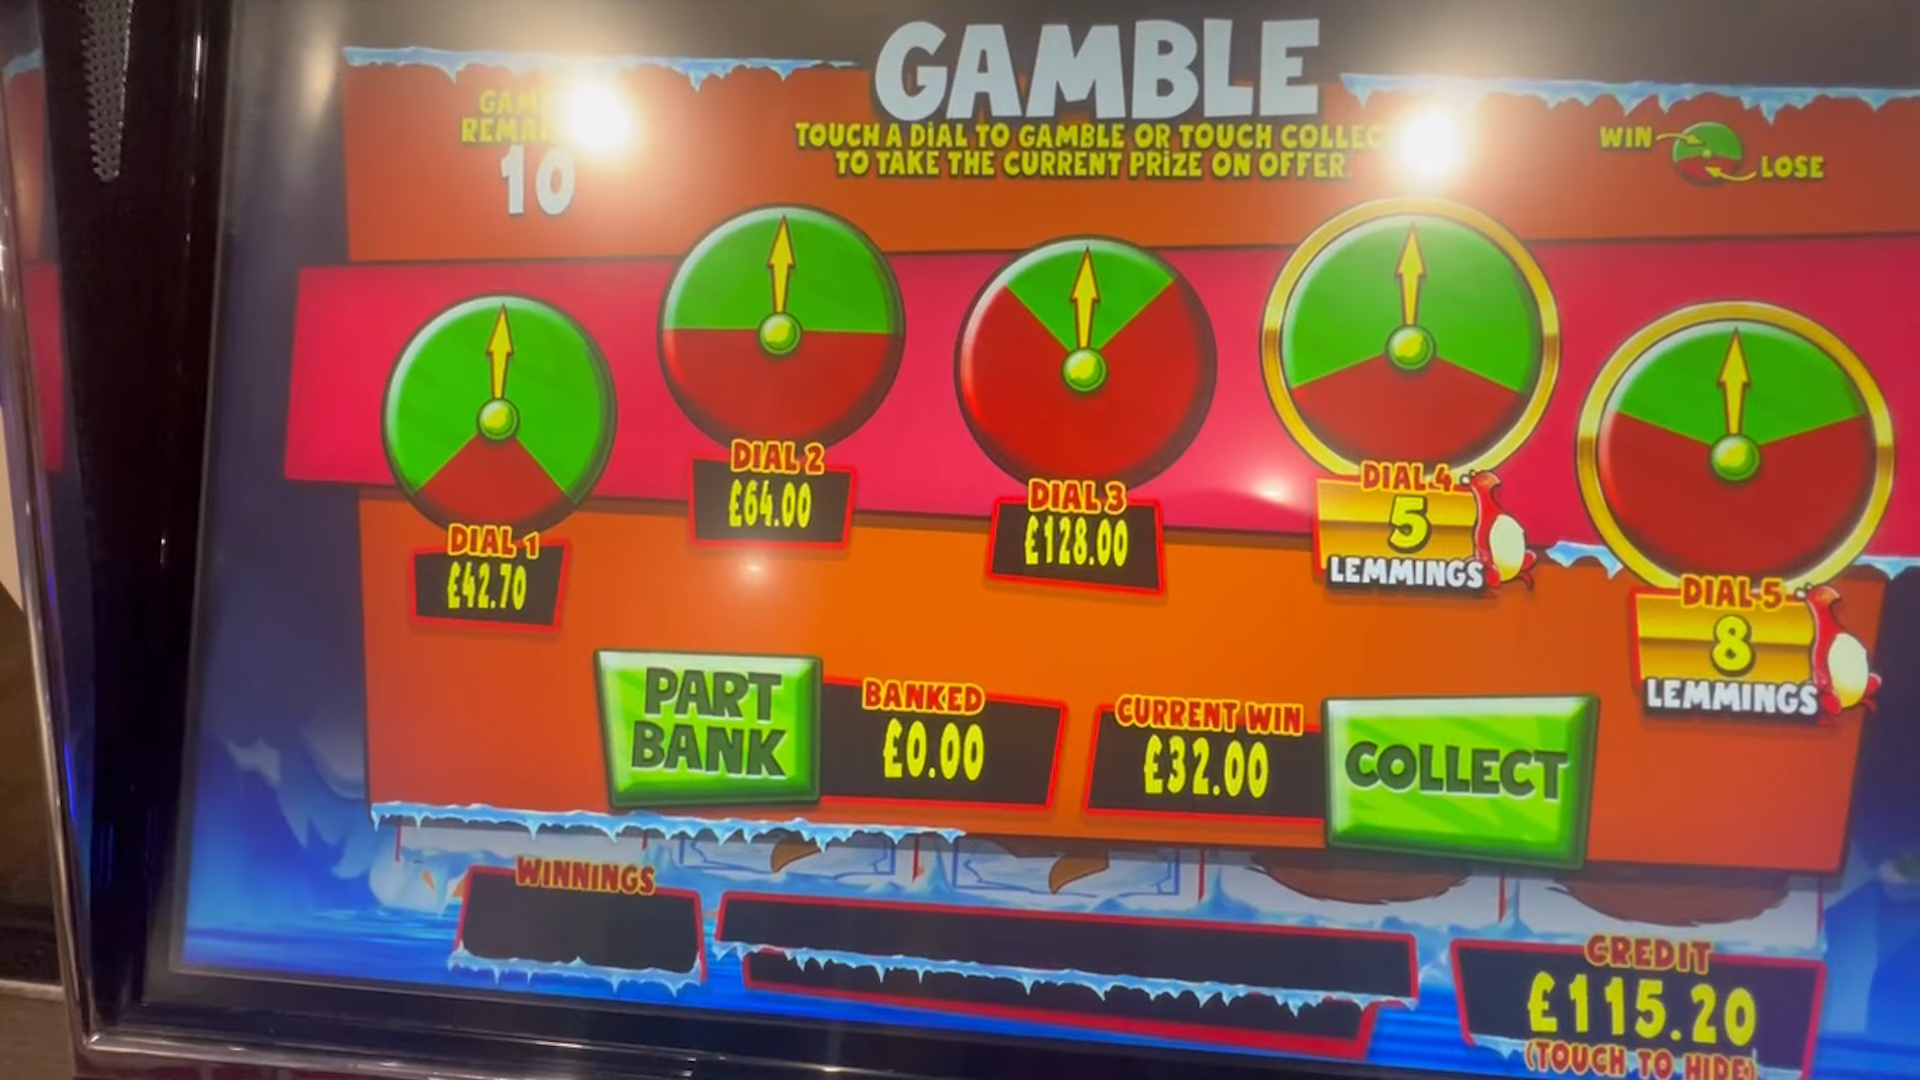 GAMBLE
TOUCH A DIAL TO GAMBLE OR TOUCH
TO TAKE THE CURRENT PRIZE ON OFFER.
10
WIN
LOSE
DIAL 1
£42.70
DIAL 2
£64.00
DIAL 3
£128.00
DIAL 4
5
LEMMINGS
DIAL 5
8
LEMMINGS
PART
BANK
BANKED
£0.00
CURRENT WIN
£32.00
COLLECT
WINNINGS
CREDIT
£115.20
(TOUCH TO HIDE)